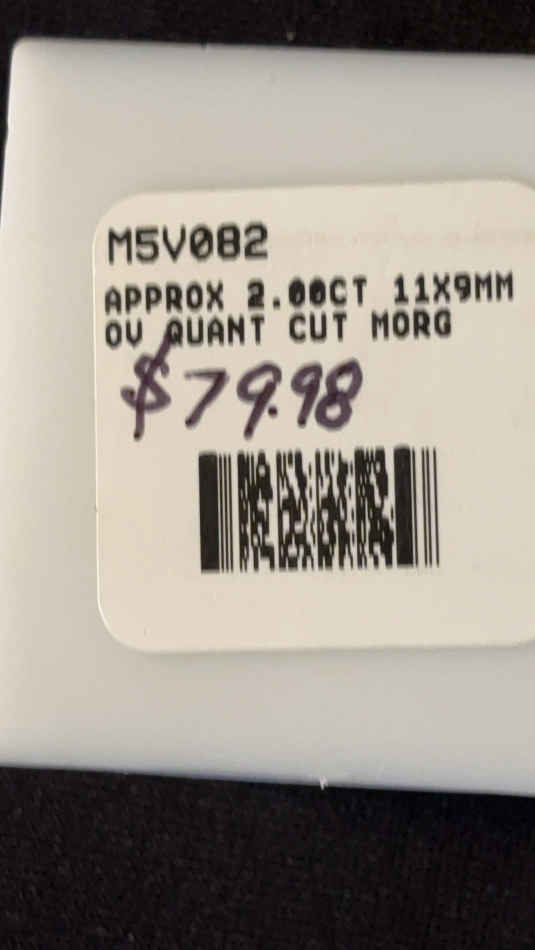 M5V082
APPROX 2.00CT 11X9MM
OV QUANT CUT MORG
$79.98